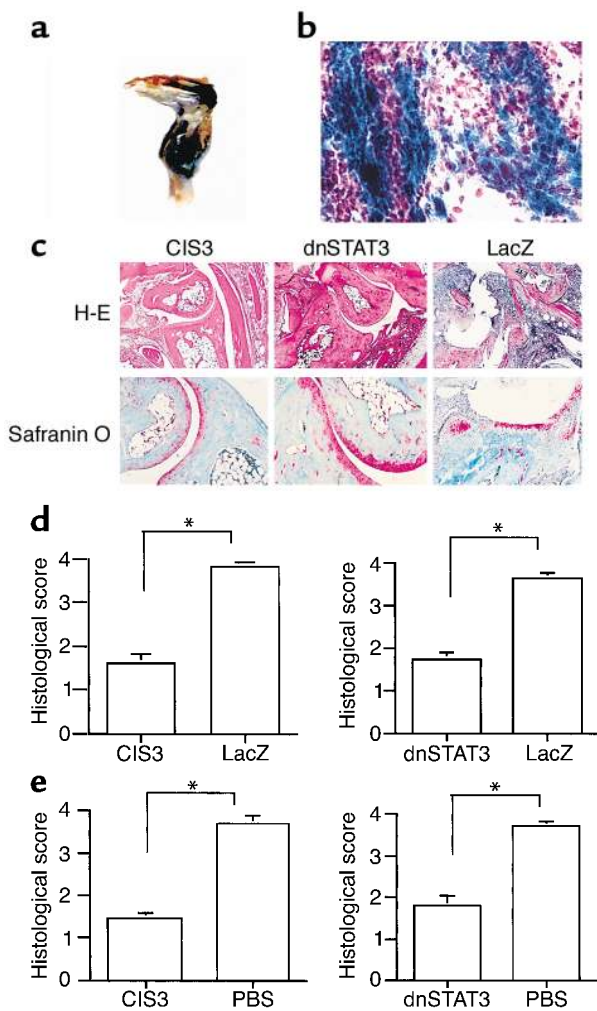 a
b
c
CIS3 dnSTAT3 LacZ
H-E
Safranin O
d
*
Histological score
4
3
2
1
0
CIS3 LacZ
*
Histological score
4
3
2
1
0
dnSTAT3 LacZ
e
*
Histological score
4
3
2
1
0
CIS3 PBS
*
Histological score
4
3
2
1
0
dnSTAT3 PBS